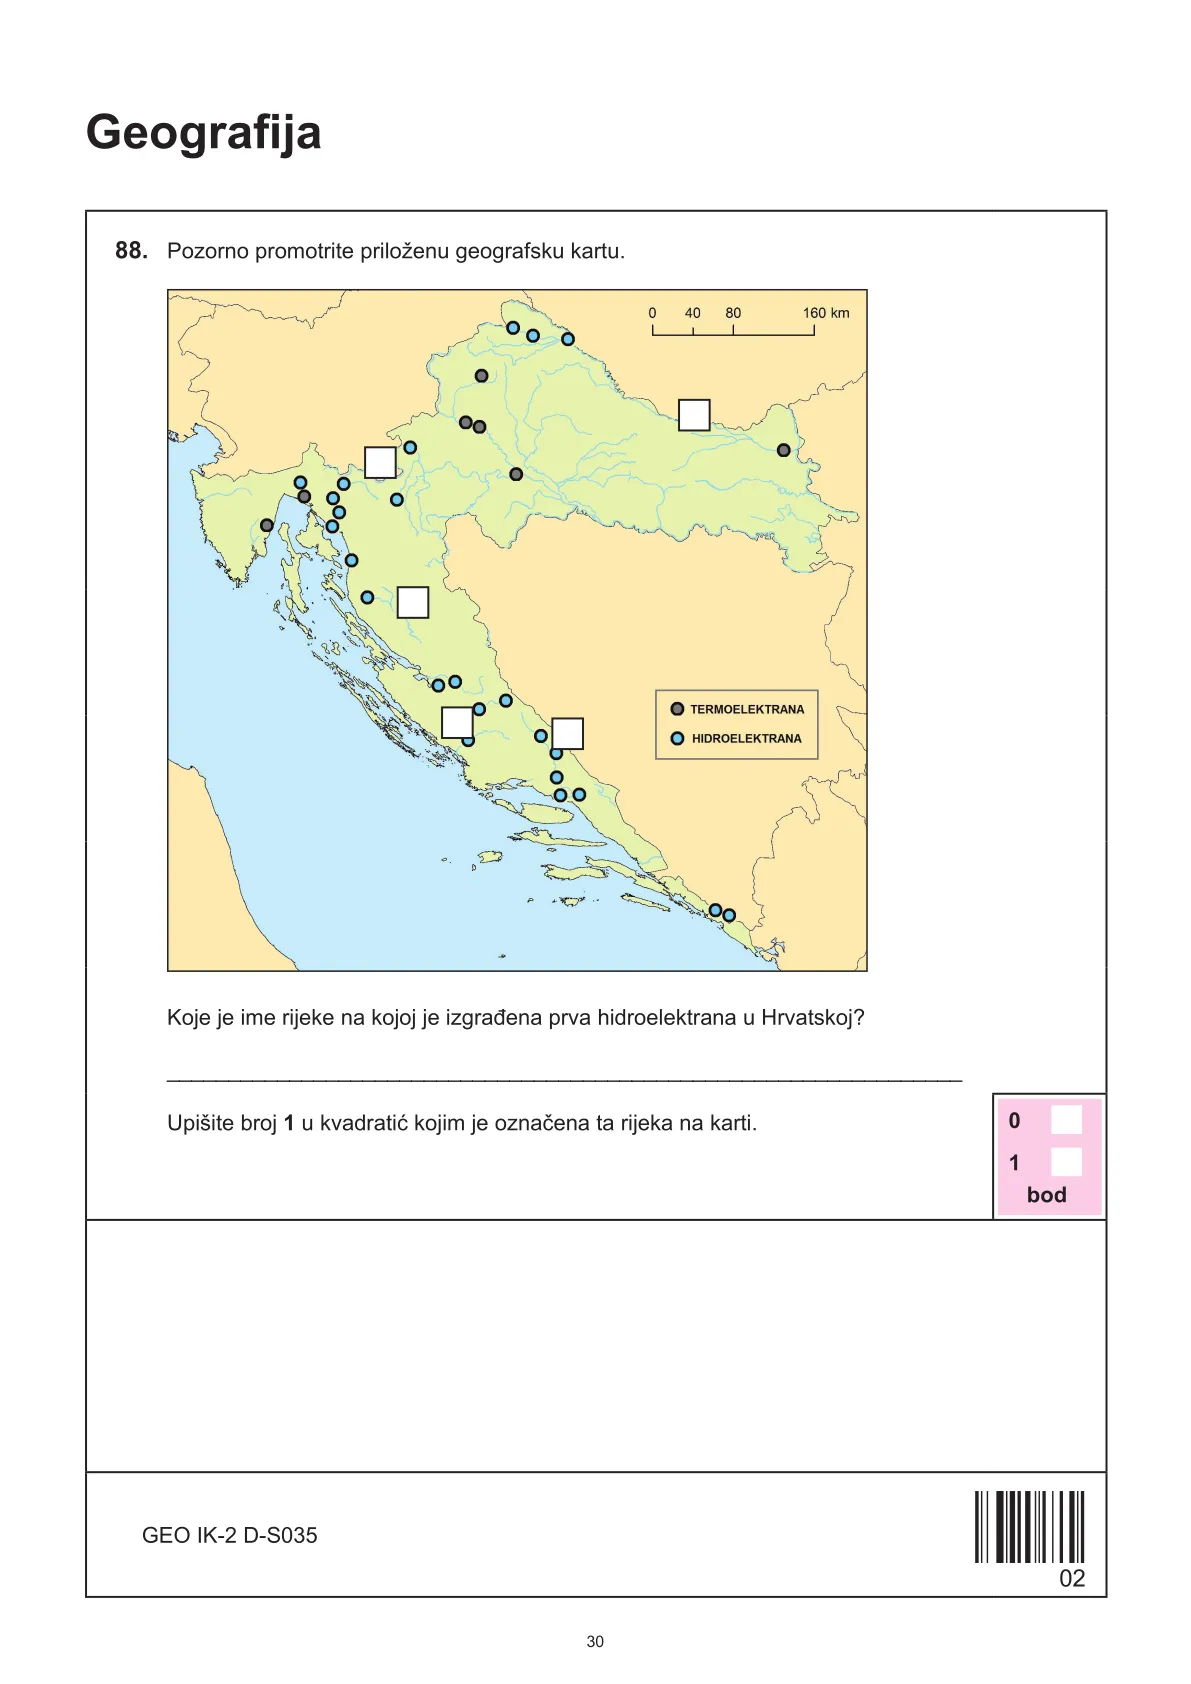 Geografija
88. Pozorno promotrite priloženu geografsku kartu.
0 40 80 160 km
TERMOELEKTRANA
HIDROELEKTRANA
Koje je ime rijeke na kojoj je izgrađena prva hidroelektrana u Hrvatskoj?
Upišite broj 1 u kvadratić kojim je označena ta rijeka na karti.
0
1
bod
GEO IK-2 D-S035
02
30